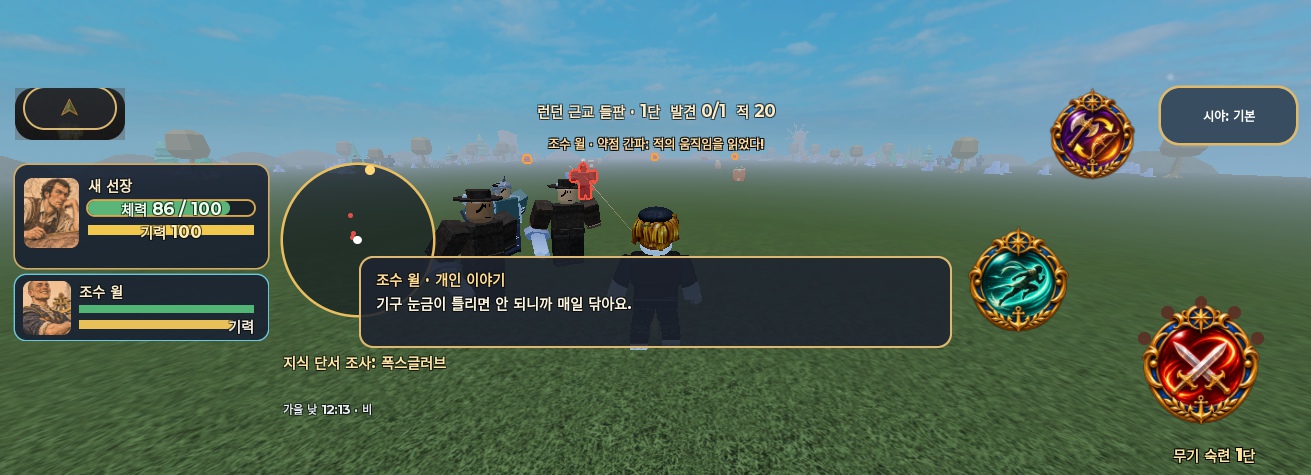 런던 근교 들판 · 1단 발견 0/1 적 20
조수 윌 · 약점 간파: 적의 움직임을 읽었다!
시야: 기본
새 선장
체력 86 / 100
기력 100
조수 윌
기력
조수 윌 · 개인 이야기
기구 눈금이 틀리면 안 되니까 매일 닦아요.
지식 단서 조사: 폭스글러브
가을 낮 12:13 · 비
무기 숙련 1단